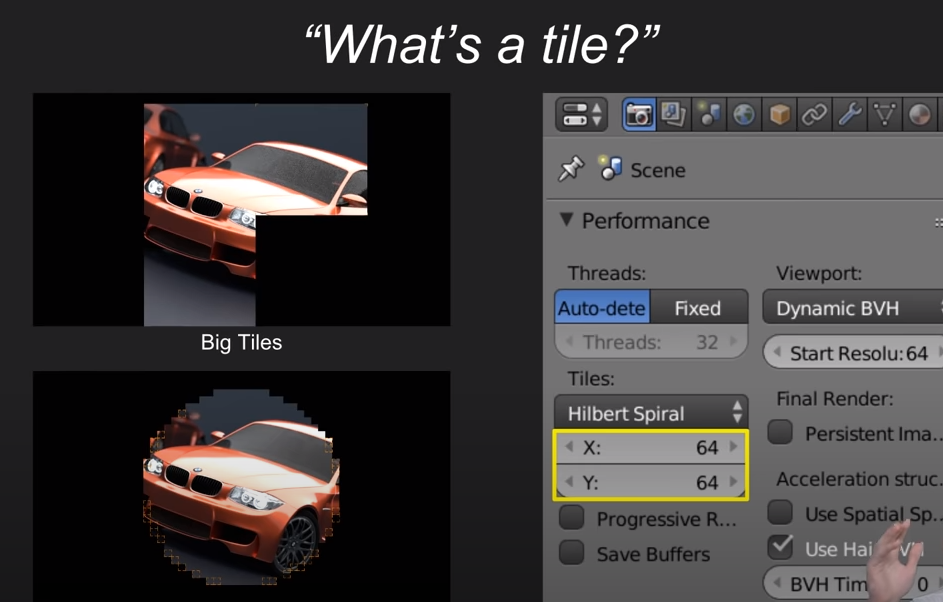 “What’s a tile?”
Big Tiles
Scene
Performance
Threads:
Auto-dete
Fixed
Threads: 32
Tiles:
Hilbert Spiral
X: 64
Y: 64
Progressive R...
Save Buffers
Viewport:
Dynamic BVH
Start Resolu: 64
Final Render:
Persistent Ima..
Acceleration struc.
Use Spatial Sp..
Use Hai
BVH Tim 0